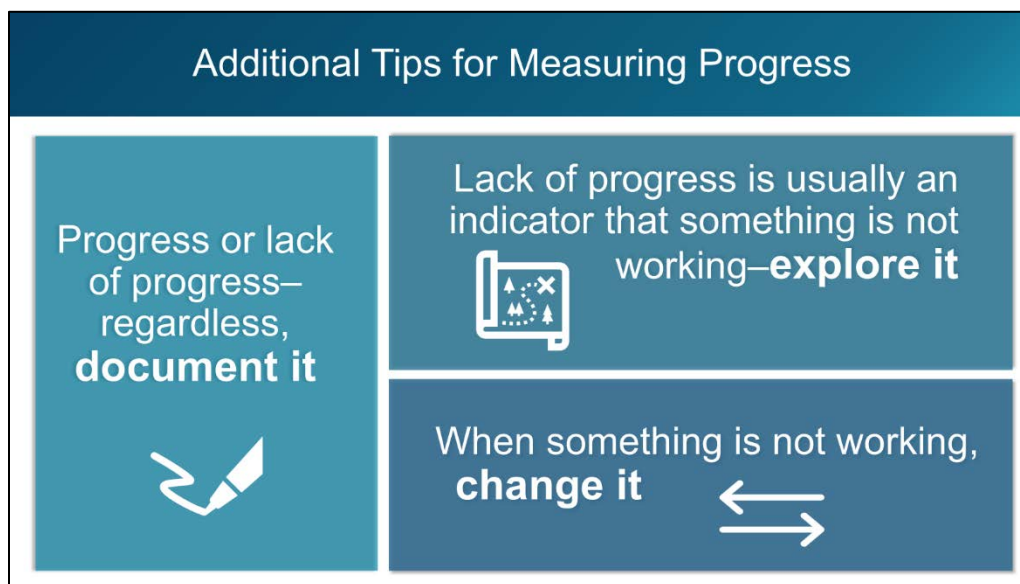 Additional Tips for Measuring Progress
Progress or lack
of progress–
regardless,
document it
Lack of progress is usually an
indicator that something is not
working–explore it
When something is not working,
change it